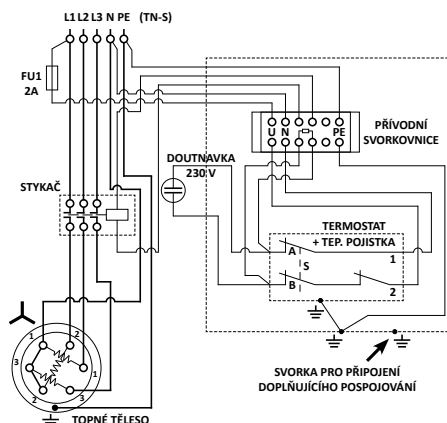 L1 L2 L3 N PE (TN-S)
FU1
2A
U N PE
PŘÍVODNÍ
SVORKOVNICE
DOUTNAVKA
230 V
STYKAČ
TERMOSTAT
+ TEP. POJISTKA
A 1
S
B 2
1 2
3 1
2 3
SVORKA PRO PŘIPOJENÍ
DOPLŇUJÍCÍHO POSPOJOVÁNÍ
TOPNÉ TĚLESO